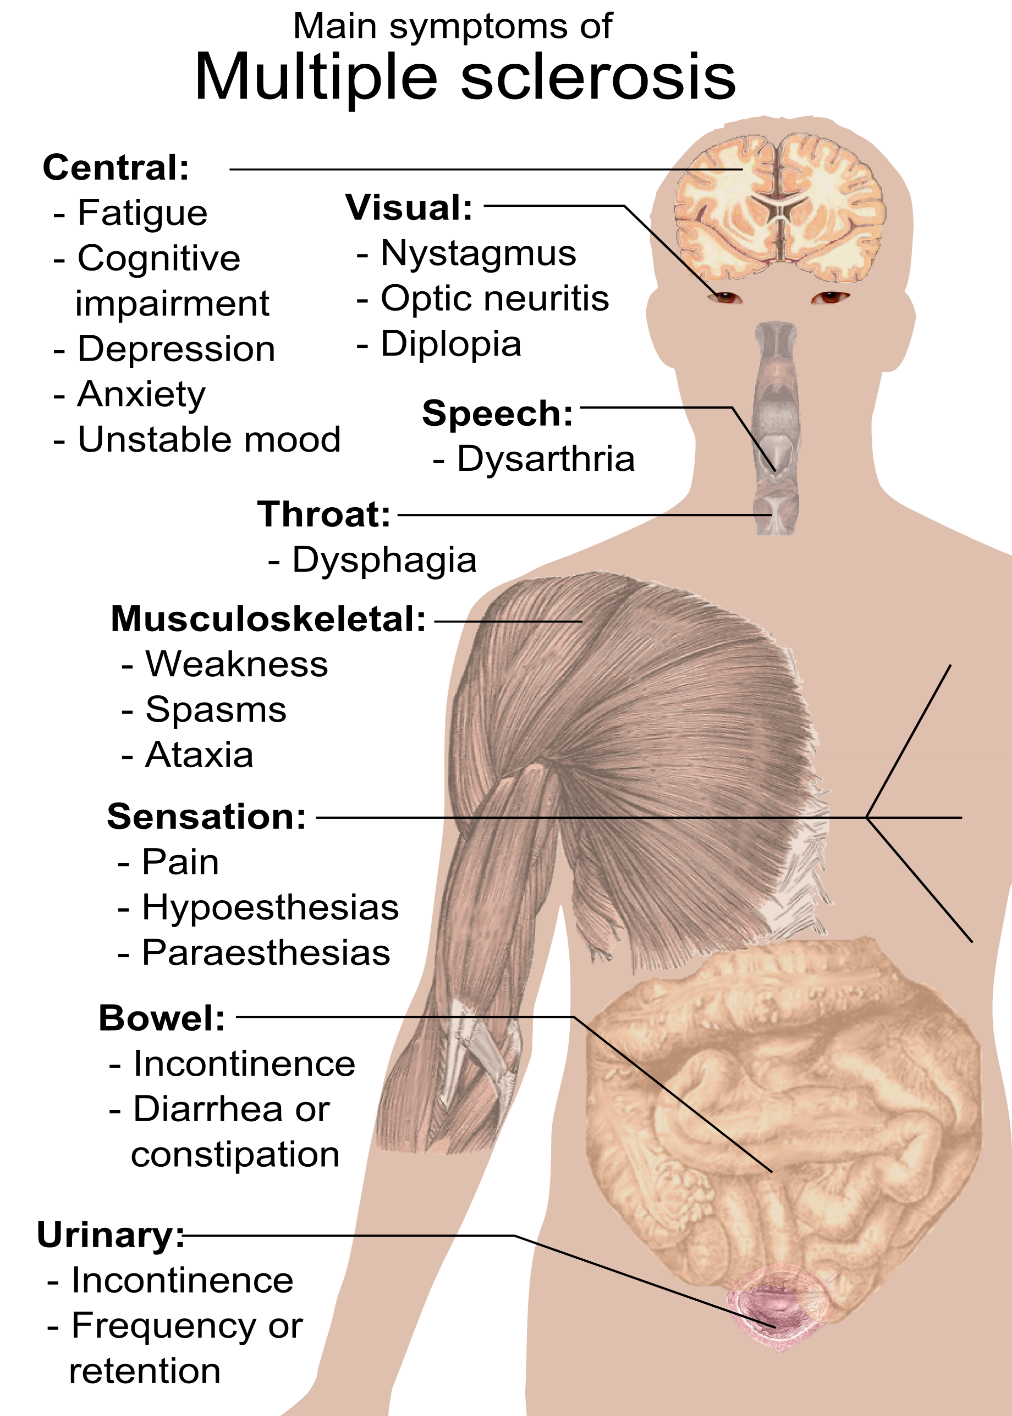 Main symptoms of
Multiple sclerosis
Central:
- Fatigue
- Cognitive
impairment
- Depression
- Anxiety
- Unstable mood
Visual:
- Nystagmus
- Optic neuritis
- Diplopia
Speech:
- Dysarthria
Throat:
- Dysphagia
Musculoskeletal:
- Weakness
- Spasms
- Ataxia
Sensation:
- Pain
- Hypoesthesias
- Paraesthesias
Bowel:
- Incontinence
- Diarrhea or
constipation
Urinary:
- Incontinence
- Frequency or
retention